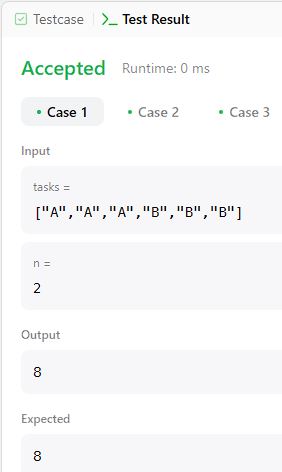 Testcase
Test Result
Accepted Runtime: 0 ms
Case 1 Case 2 Case 3
Input
tasks =
["A","A","A","B","B","B"]
n =
2
Output
8
Expected
8